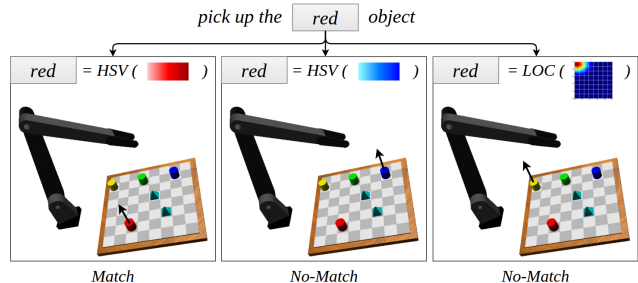 pick up the red object
red = HSV ( )
red = HSV ( )
red = LOC ( )
Match
No-Match
No-Match